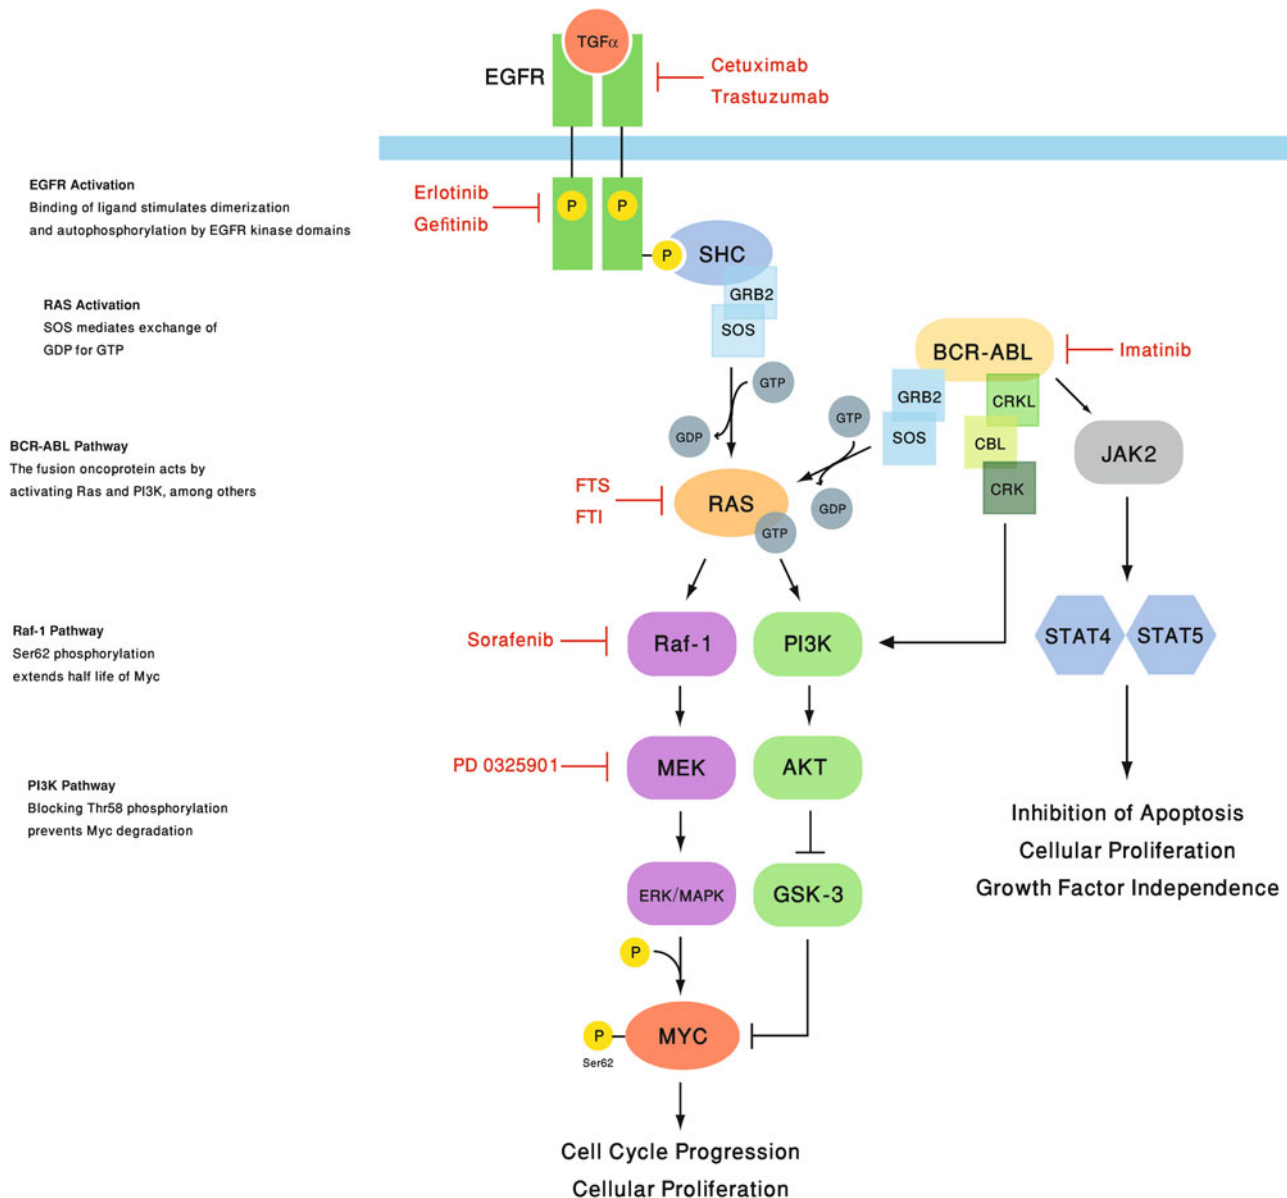 TGFα
EGFR
Cetuximab
Trastuzumab
EGFR Activation
Binding of ligand stimulates dimerization
and autophosphorylation by EGFR kinase domains
Erlotinib
Gefitinib
P
P
P
SHC
GRB2
SOS
RAS Activation
SOS mediates exchange of
GDP for GTP
BCR-ABL
Imatinib
GTP
GDP
GRB2
SOS
GTP
GDP
CRKL
CBL
CRK
JAK2
BCR-ABL Pathway
The fusion oncoprotein acts by
activating Ras and PI3K, among others
FTS
FTI
RAS
GTP
Raf-1 Pathway
Ser62 phosphorylation
extends half life of Myc
Sorafenib
Raf-1
PI3K
STAT4
STAT5
PI3K Pathway
Blocking Thr58 phosphorylation
prevents Myc degradation
PD 0325901
MEK
AKT
Inhibition of Apoptosis
Cellular Proliferation
Growth Factor Independence
ERK/MAPK
GSK-3
P
P
Ser62
MYC
Cell Cycle Progression
Cellular Proliferation